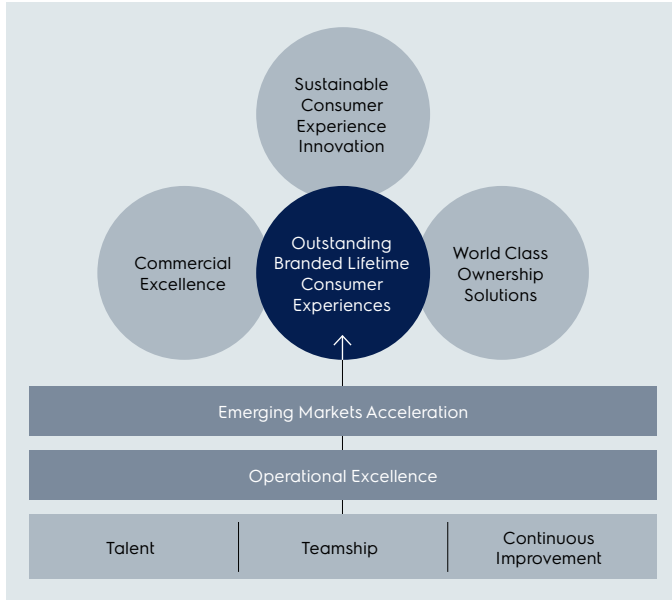 Sustainable
Consumer
Experience
Innovation
Commercial
Excellence
Outstanding
Branded Lifetime
Consumer
Experiences
World Class
Ownership
Solutions
Emerging Markets Acceleration
Operational Excellence
Talent
Teamship
Continuous
Improvement